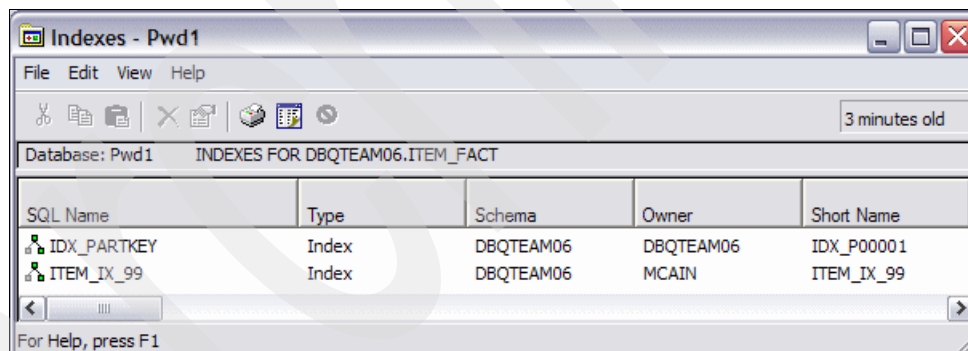 Indexes - Pwd1
File Edit View Help
3 minutes old
Database: Pwd1 INDEXES FOR DBQTEAM06.ITEM_FACT
SQL Name Type Schema Owner Short Name
IDX_PARTKEY Index DBQTEAM06 DBQTEAM06 IDX_P00001
ITEM_IX_99 Index DBQTEAM06 MCAIN ITEM_IX_99
For Help, press F1